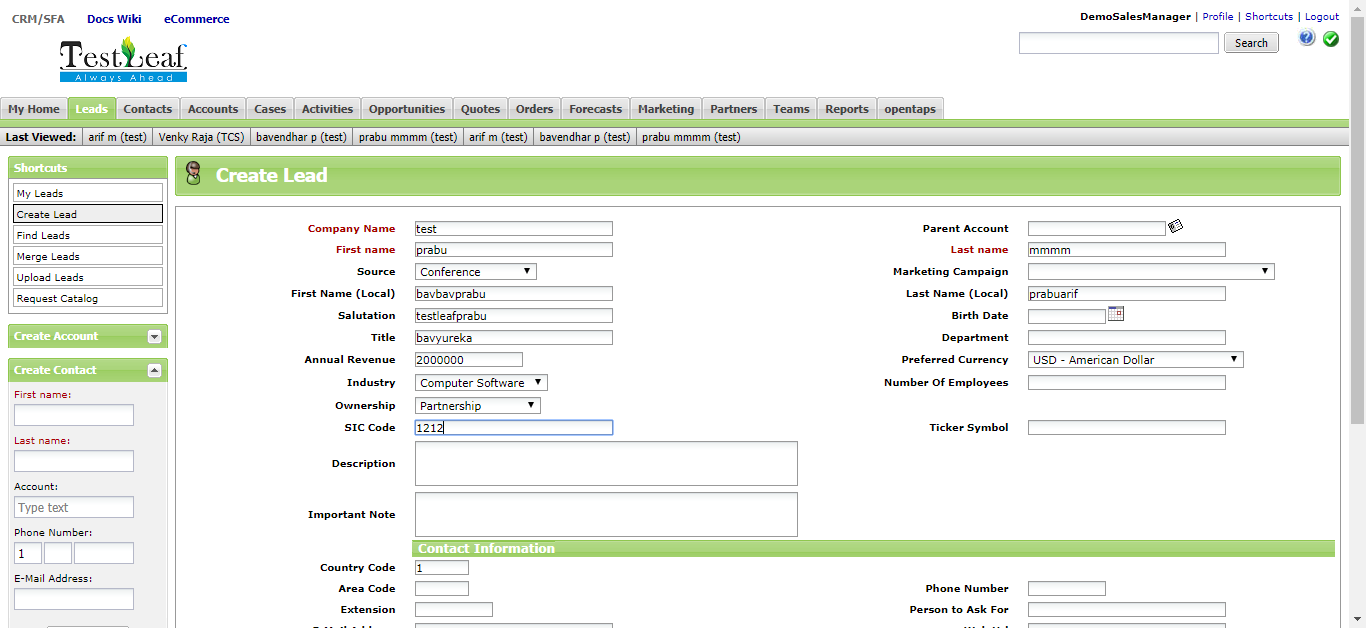 CRM/SFA Docs Wiki eCommerce
DemoSalesManager | Profile | Shortcuts | Logout
TestLeaf
Always Ahead
Search
?
My Home Leads Contacts Accounts Cases Activities Opportunities Quotes Orders Forecasts Marketing Partners Teams Reports opentaps
Last Viewed: arif m (test) Venky Raja (TCS) bavendhar p (test) prabu mmmm (test) arif m (test) bavendhar p (test) prabu mmmm (test)
Shortcuts
My Leads
Create Lead
Find Leads
Merge Leads
Upload Leads
Request Catalog
Create Account
Create Contact
First name:
Last name:
Account:
Type text
Phone Number:
1
E-Mail Address:
Create Lead
Company Name test Parent Account
First name prabu Last name mmmm
Source Conference Marketing Campaign
First Name (Local) bavbavprabu Last Name (Local) prabuarif
Salutation testleafprabu Birth Date
Title bavyureka Department
Annual Revenue 2000000 Preferred Currency USD - American Dollar
Industry Computer Software Number Of Employees
Ownership Partnership
SIC Code 1212 Ticker Symbol
Description
Important Note
Contact Information
Country Code 1
Area Code Phone Number
Extension Person to Ask For